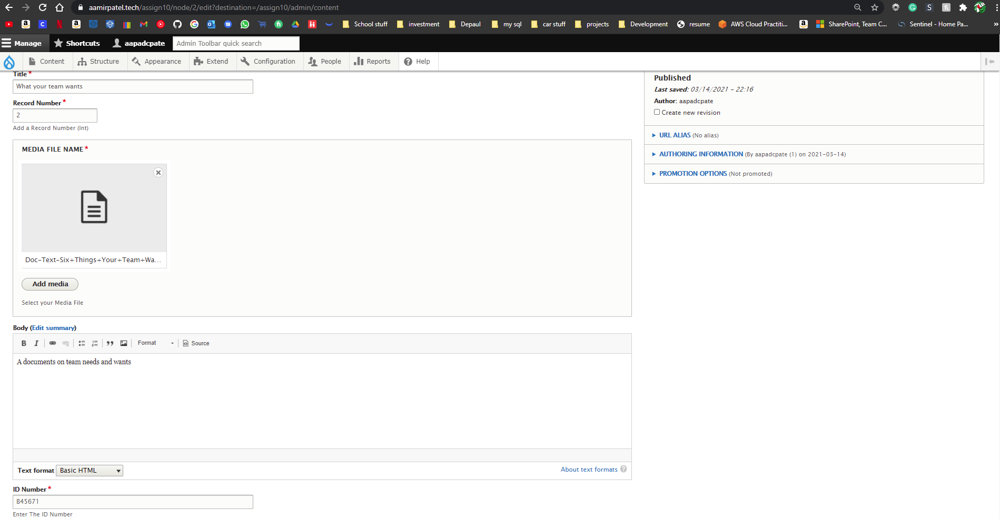 aamirpatel.tech/assign10/node/2/edit?destination=/assign10/admin/content
School stuff investment Depaul my sql car stuff projects Development resume AWS Cloud Practiti... SharePoint, Team C... Sentinel - Home Pa... »
Manage Shortcuts aapadcpate Admin Toolbar quick search
Content Structure Appearance Extend Configuration People Reports Help
Title *
What your team wants
Record Number *
2
Add a Record Number (Int)
MEDIA FILE NAME *
Doc-Text-Six+Things+Your+Team+Wa...
Add media
Select your Media File
Body (Edit summary)
B I Format Source
A documents on team needs and wants
Text format Basic HTML
About text formats ?
ID Number *
B45671
Enter The ID Number
Published
Last saved: 03/14/2021 - 22:16
Author: aapadcpate
Create new revision
URL ALIAS (No alias)
AUTHORING INFORMATION (By aapadcpate (1) on 2021-03-14)
PROMOTION OPTIONS (Not promoted)